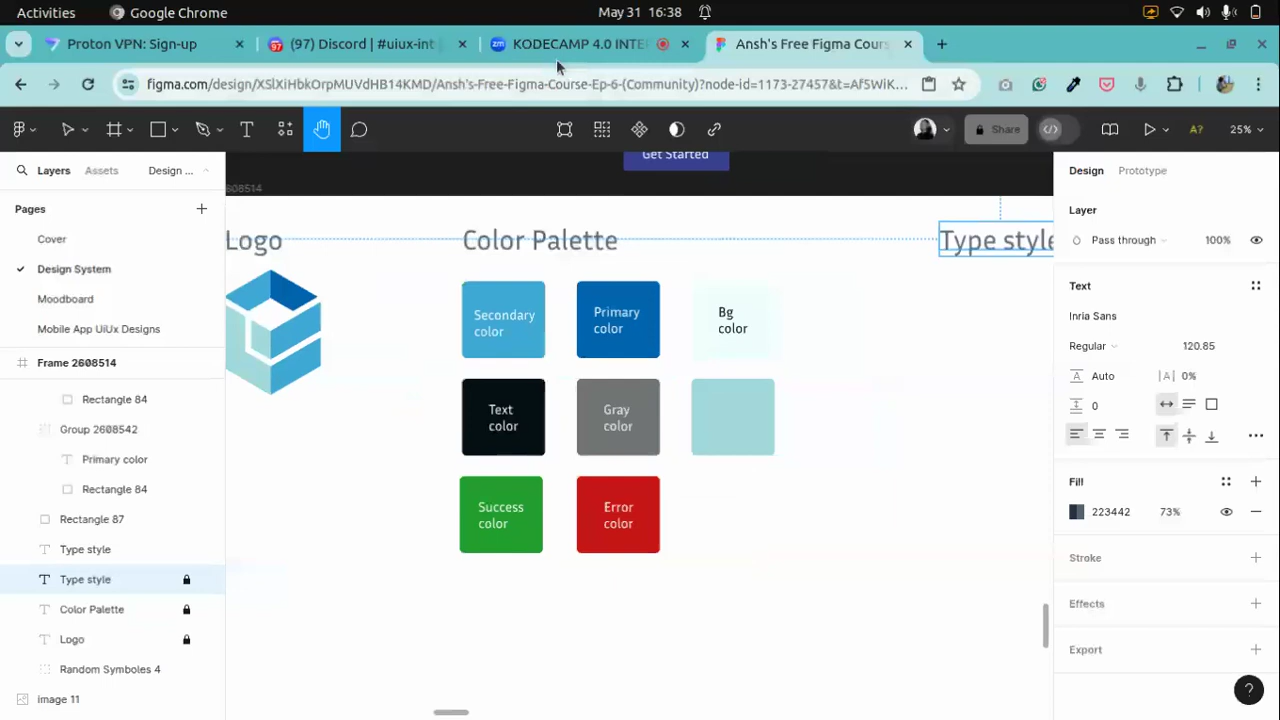 Activities
Google Chrome
May 31 16:38
Proton VPN: Sign-up
(97) Discord | #uiux-int
KODECAMP 4.0 INTE
Ansh's Free Figma Cours
figma.com/design/XSlXiHbkOrpMUVdHB14KMD/Ansh's-Free-Figma-Course-Ep-6-(Community)?node-id=1173-27457&t=Af5WiK...
Share
A?
25%
Layers
Assets
Design ...
Pages
Cover
Design System
Moodboard
Mobile App UiUx Designs
Frame 2608514
Rectangle 84
Group 2608542
Primary color
Rectangle 84
Rectangle 87
Type style
Type style
Color Palette
Logo
Random Symboles 4
image 11
Get Started
608514
Logo
Color Palette
Type style
Secondary
color
Primary
color
Bg
color
Text
color
Gray
color
Success
color
Error
color
Design
Prototype
Layer
Pass through
100%
Text
Inria Sans
Regular
120.85
Auto
0%
0
Fill
223442
73%
Stroke
Effects
Export
?